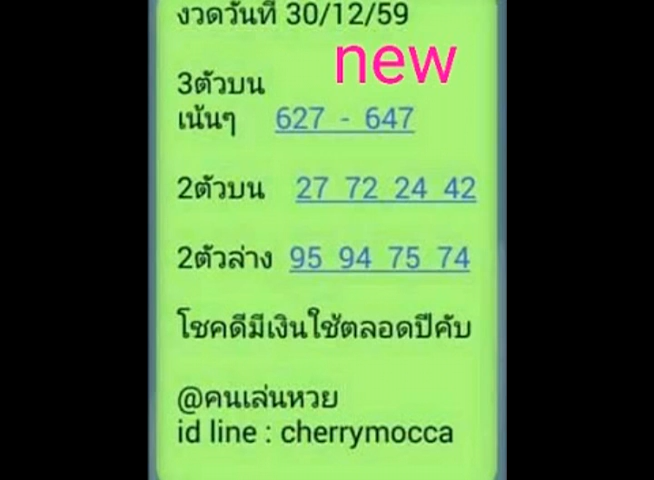 งวดวันที่ 30/12/59
new
3ตัวบน
เน้นๆ 627 - 647
2ตัวบน 27 72 24 42
2ตัวล่าง 95 94 75 74
โชคดีมีเงินใช้ตลอดปีคับ
@คนเล่นหวย
id line : cherrymocca